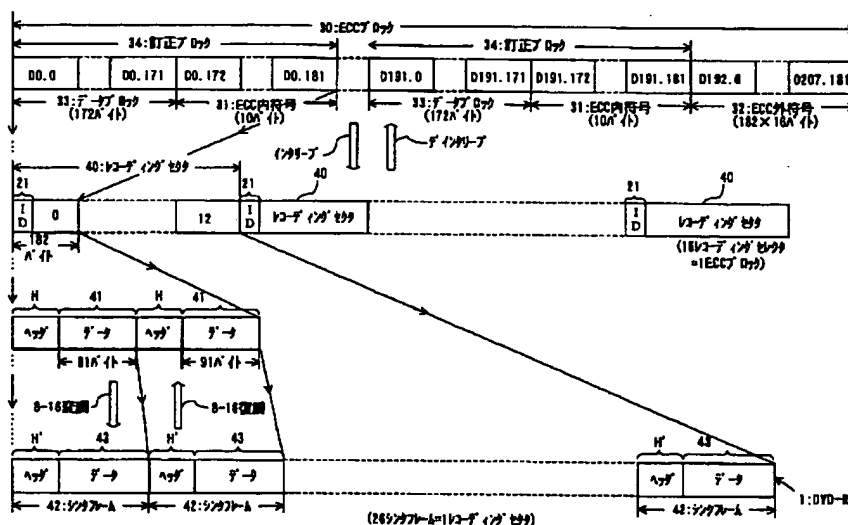 30:ECCブロック
34:訂正ブロック 34:訂正ブロック
D0.0 D0.171 D0.172 D0.181 D191.0 D191.171 D191.172 D191.181 D192.0 D207.181
33:データブロック 31:ECC内符号 33:データブロック 31:ECC内符号 32:ECC外符号
(172バイト) (10バイト) (172バイト) (10バイト) (182×16バイト)
インタリーブ デインタリーブ
40:レコーディングセクタ 40 40
21 21 21
ID 0 12 ID レコーディングセクタ ID レコーディングセクタ
182バイト
(16レコーディングセレクタ
=1ECCブロック)
H 41 H 41
ヘッダ データ ヘッダ データ
91バイト 91バイト
8-16変調 8-16復調
H' 43 H' 43 H' 43
ヘッダ データ ヘッダ データ ヘッダ データ
1:DVD-
42:シンクフレーム 42:シンクフレーム 42:シンクフレーム
(26シンクフレーム=1レコーディングセクタ)